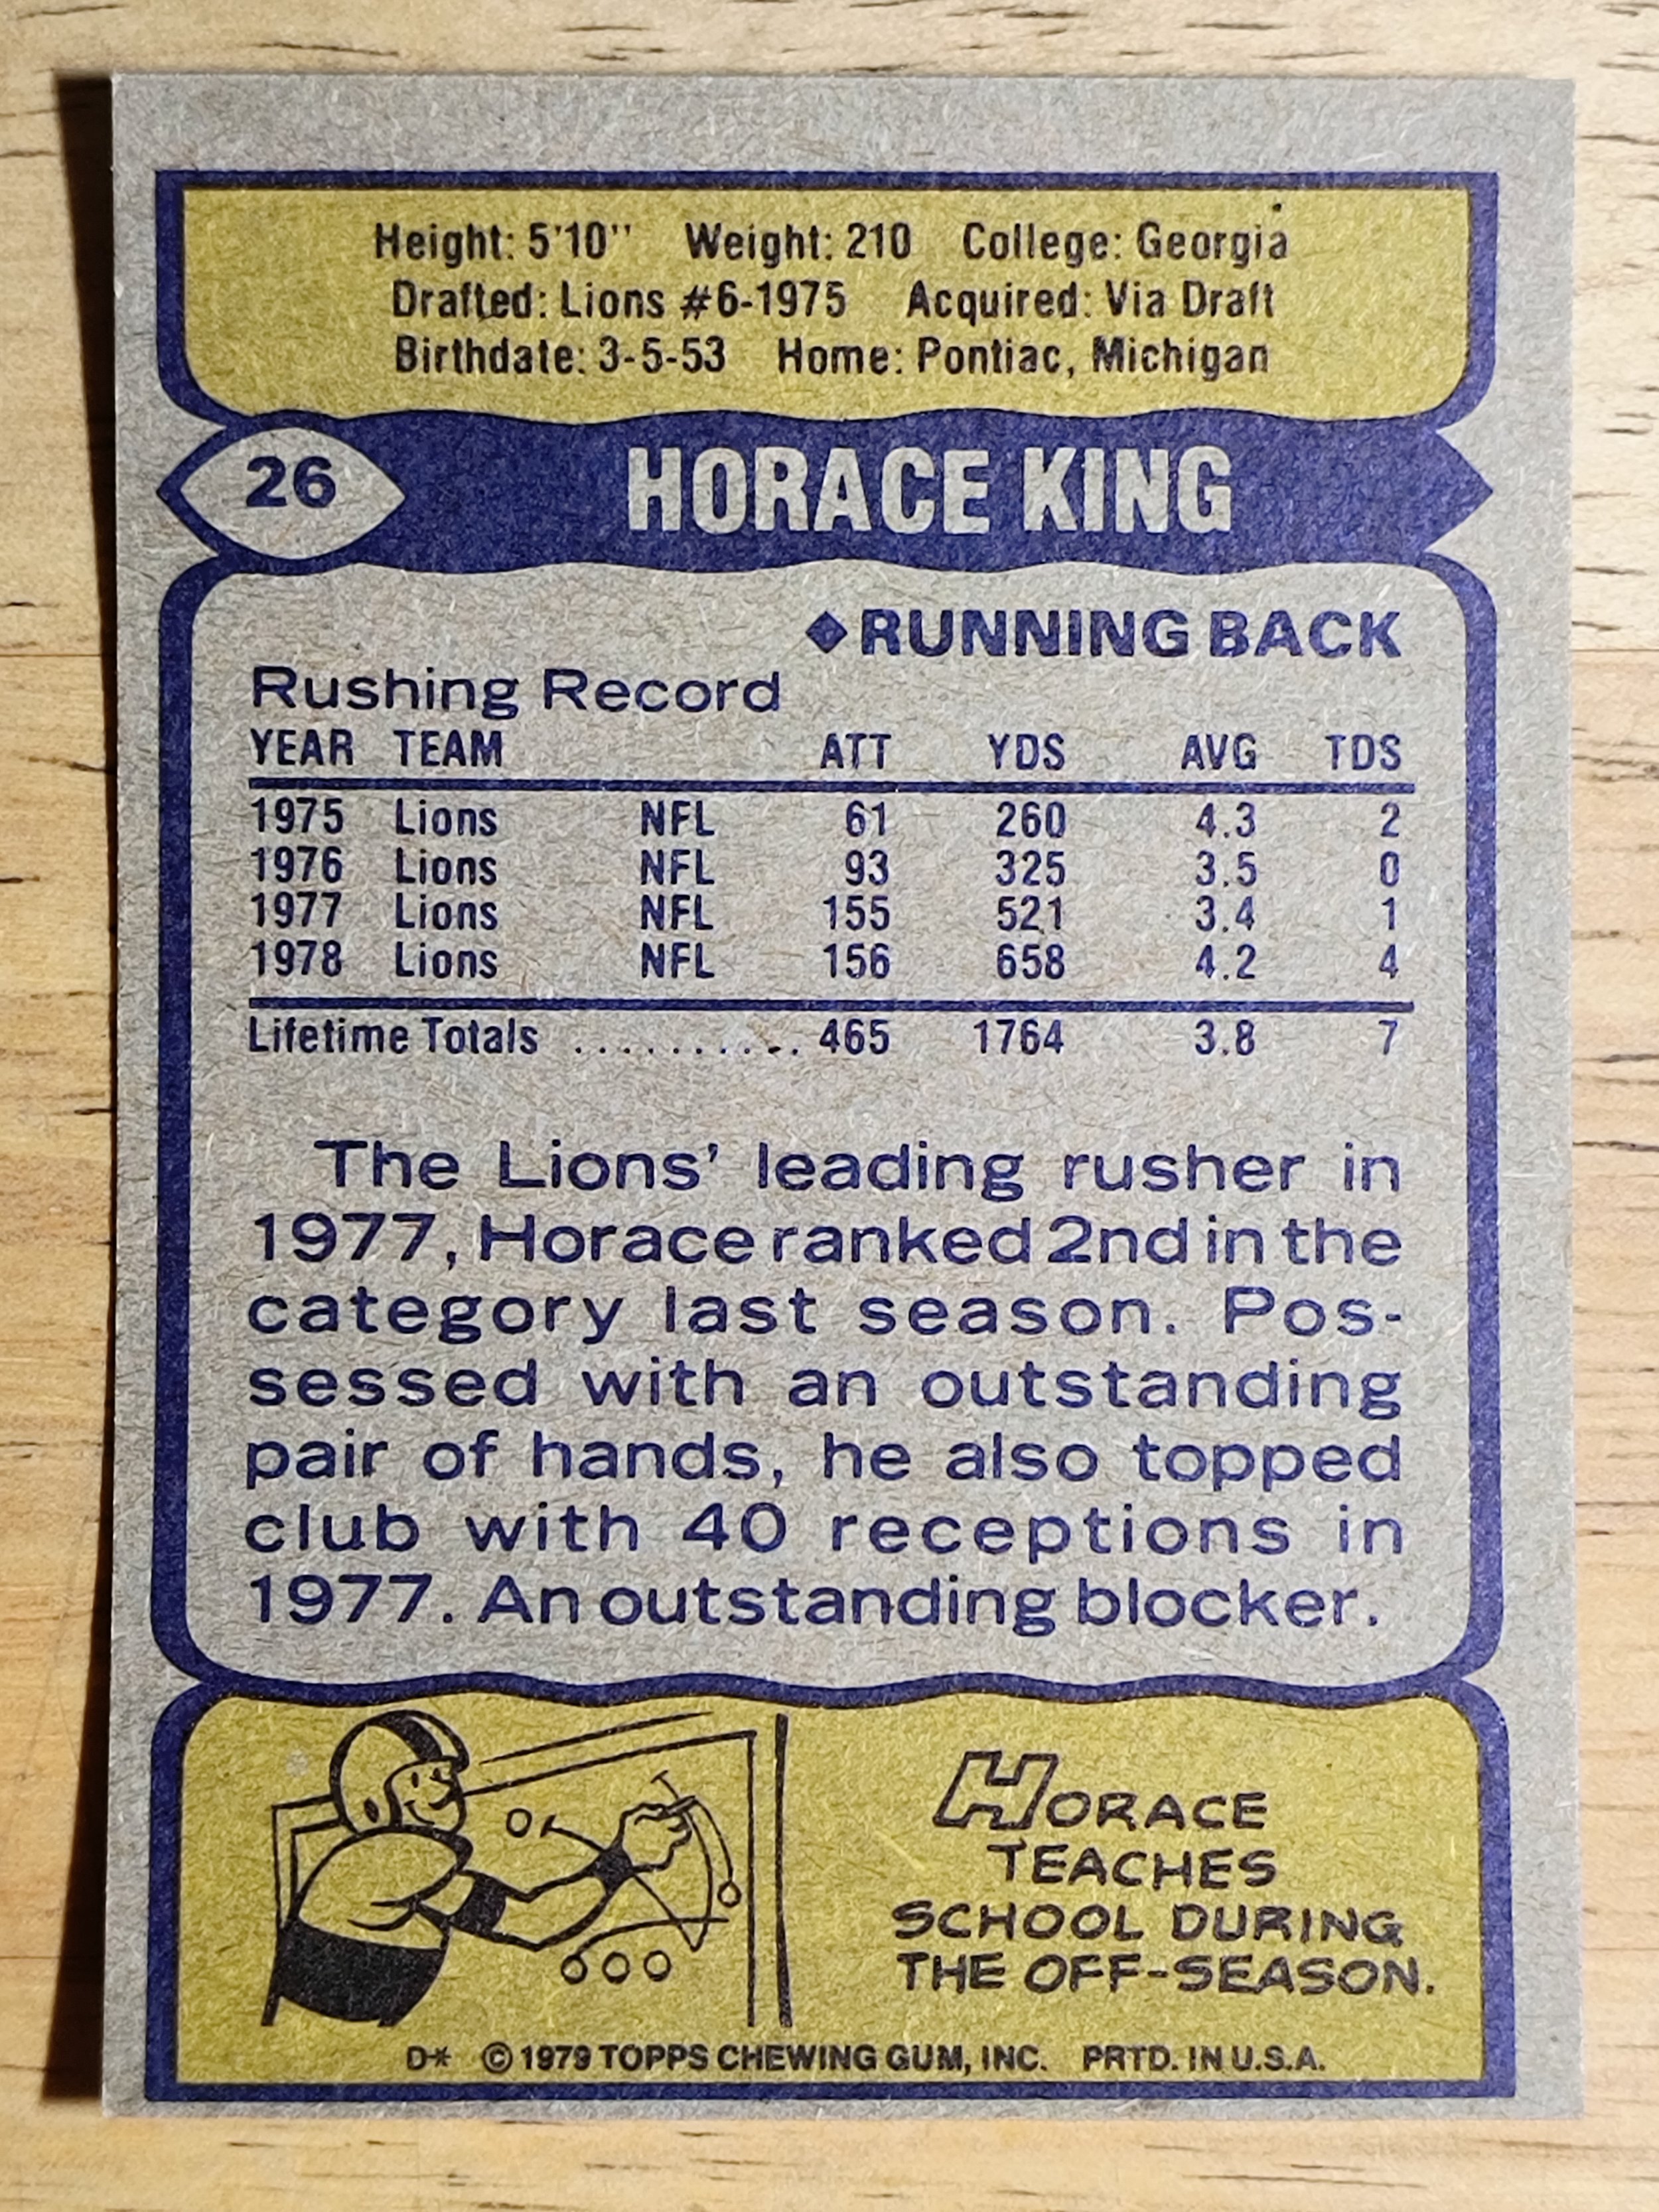 Height: 5'10'' Weight: 210 College: Georgia
Drafted: Lions #6-1975 Acquired: Via Draft
Birthdate: 3-5-53 Home: Pontiac, Michigan
26 HORACE KING
◆RUNNING BACK
Rushing Record
YEAR TEAM ATT YDS AVG TDS
1975 Lions NFL 61 260 4.3 2
1976 Lions NFL 93 325 3.5 0
1977 Lions NFL 155 521 3.4 1
1978 Lions NFL 156 658 4.2 4
Lifetime Totals .......... 465 1764 3.8 7
The Lions' leading rusher in
1977, Horace ranked 2nd in the
category last season. Pos-
sessed with an outstanding
pair of hands, he also topped
club with 40 receptions in
1977. An outstanding blocker.
HORACE
TEACHES
SCHOOL DURING
THE OFF-SEASON.
D* © 1979 TOPPS CHEWING GUM, INC. PRTD. IN U.S.A.